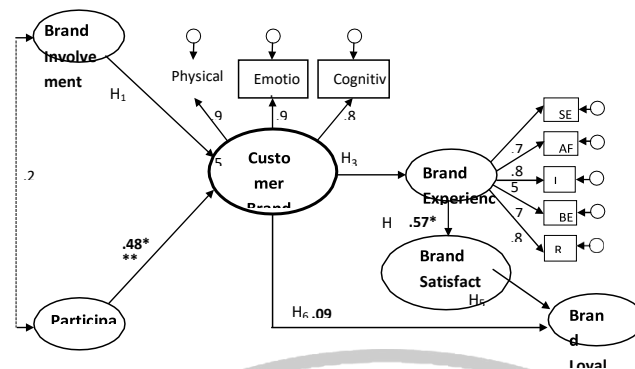 Brand
Involve
ment
H₁
.2
.48*
**
Participa
Physical
Emotio
Cognitiv
.9
.9
.8
5
Custo
mer
Brand
H₃
Brand
Experienc
SE
AF
I
BE
R
.7
.8
5
.7
.8
H .57*
Brand
Satisfact
H₅
H₆ .09
Bran
d
Loyal